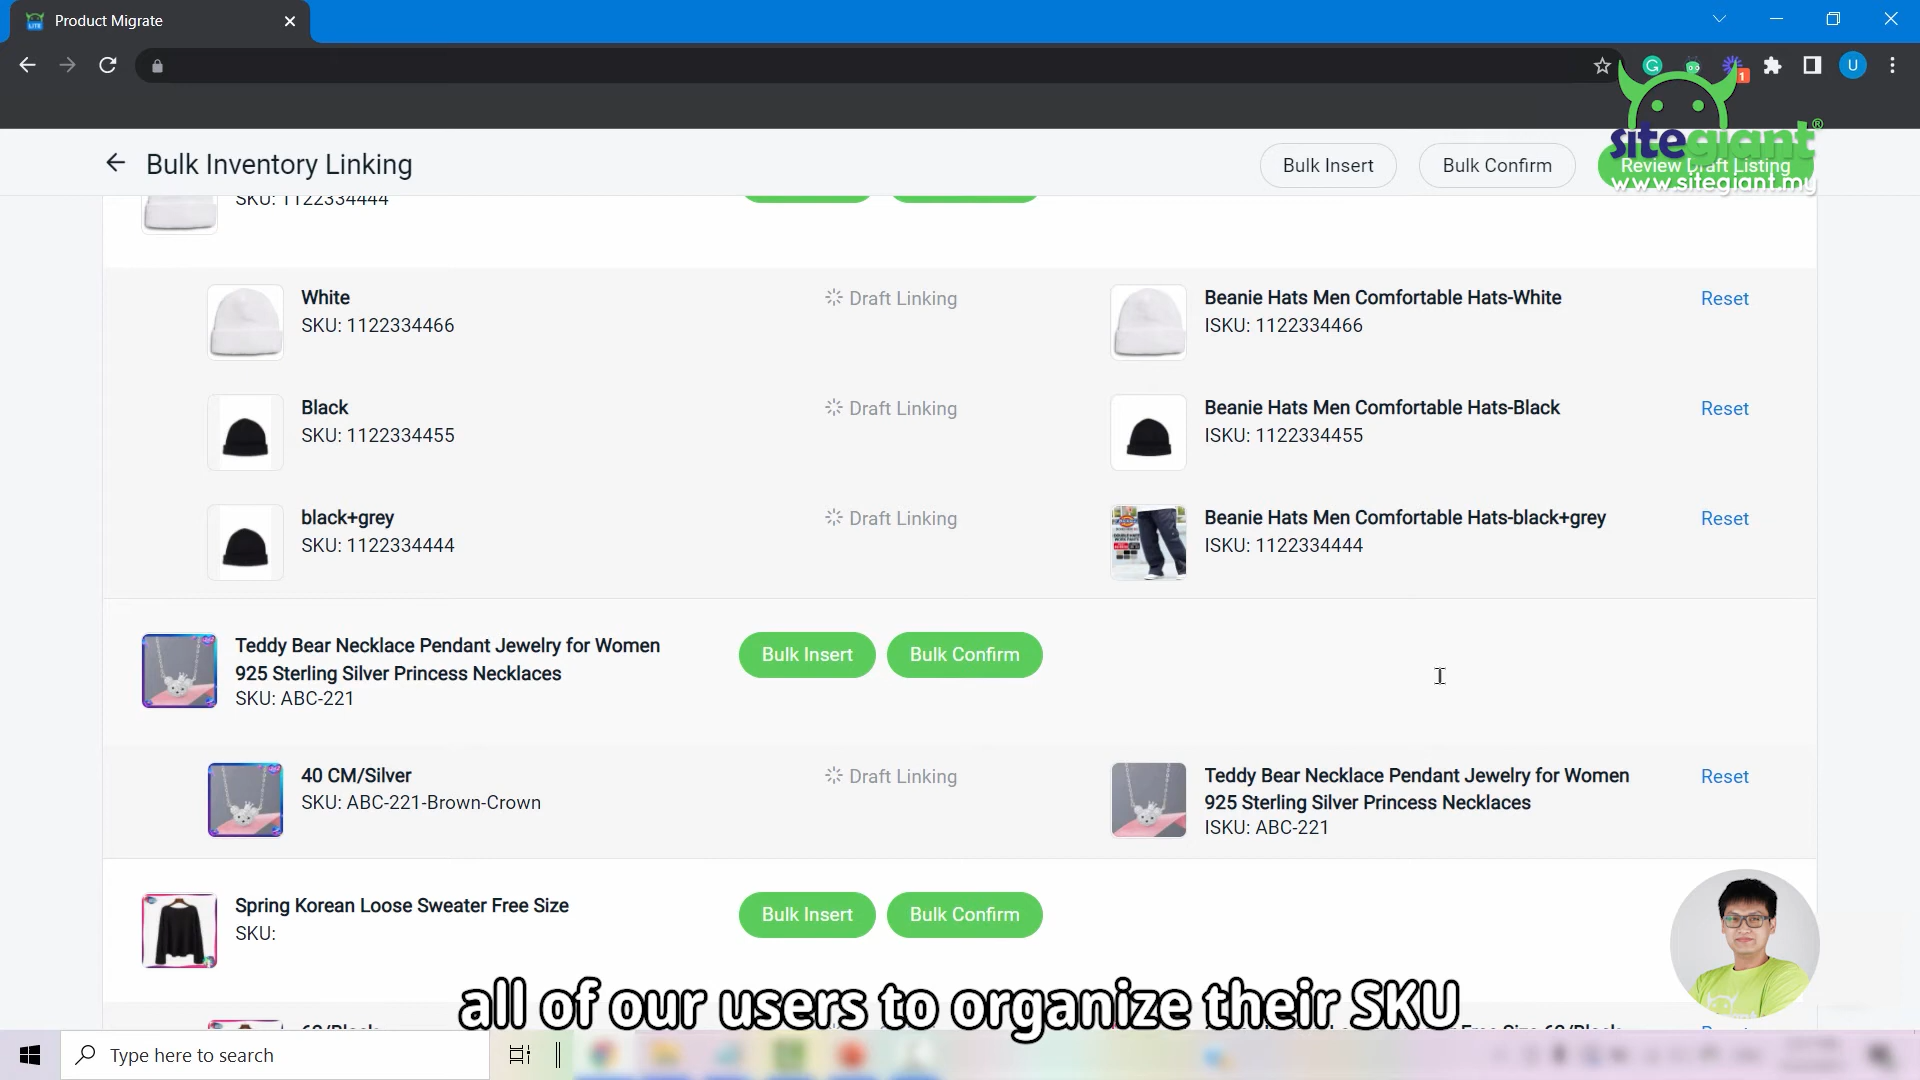 Product Migrate
U
1
sitegiant®
www.sitegiant.my
Bulk Inventory Linking
Bulk Insert
Bulk Confirm
Review Draft Listing
SKU: 1122334444
White
SKU: 1122334466
Draft Linking
Beanie Hats Men Comfortable Hats-White
ISKU: 1122334466
Reset
Black
SKU: 1122334455
Draft Linking
Beanie Hats Men Comfortable Hats-Black
ISKU: 1122334455
Reset
black+grey
SKU: 1122334444
Draft Linking
Beanie Hats Men Comfortable Hats-black+grey
ISKU: 1122334444
Reset
Teddy Bear Necklace Pendant Jewelry for Women
925 Sterling Silver Princess Necklaces
SKU: ABC-221
Bulk Insert
Bulk Confirm
40 CM/Silver
SKU: ABC-221-Brown-Crown
Draft Linking
Teddy Bear Necklace Pendant Jewelry for Women
925 Sterling Silver Princess Necklaces
ISKU: ABC-221
Reset
Spring Korean Loose Sweater Free Size
SKU:
Bulk Insert
Bulk Confirm
all of our users to organize their SKU
Type here to search